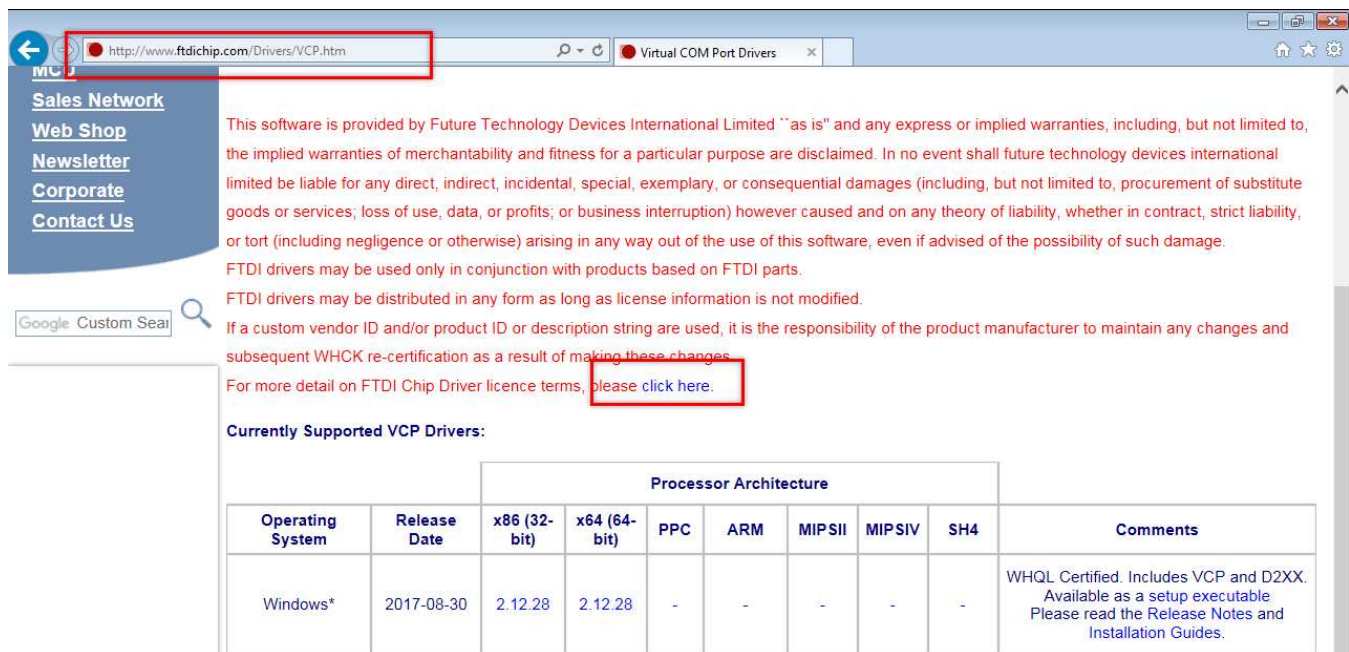 http://www.ftdichip.com/Drivers/VCP.htm
Virtual COM Port Drivers
MCU
Sales Network
Web Shop
Newsletter
Corporate
Contact Us
Google Custom Sear
This software is provided by Future Technology Devices International Limited ``as is'' and any express or implied warranties, including, but not limited to,
the implied warranties of merchantability and fitness for a particular purpose are disclaimed. In no event shall future technology devices international
limited be liable for any direct, indirect, incidental, special, exemplary, or consequential damages (including, but not limited to, procurement of substitute
goods or services; loss of use, data, or profits; or business interruption) however caused and on any theory of liability, whether in contract, strict liability,
or tort (including negligence or otherwise) arising in any way out of the use of this software, even if advised of the possibility of such damage.
FTDI drivers may be used only in conjunction with products based on FTDI parts.
FTDI drivers may be distributed in any form as long as license information is not modified.
If a custom vendor ID and/or product ID or description string are used, it is the responsibility of the product manufacturer to maintain any changes and
subsequent WHCK re-certification as a result of making these changes.
For more detail on FTDI Chip Driver licence terms, please click here.
Currently Supported VCP Drivers:
Processor Architecture
Operating System Release Date x86 (32-bit) x64 (64-bit) PPC ARM MIPSII MIPSIV SH4 Comments
Windows* 2017-08-30 2.12.28 2.12.28 - - - - -
WHQL Certified. Includes VCP and D2XX.
Available as a setup executable
Please read the Release Notes and
Installation Guides.